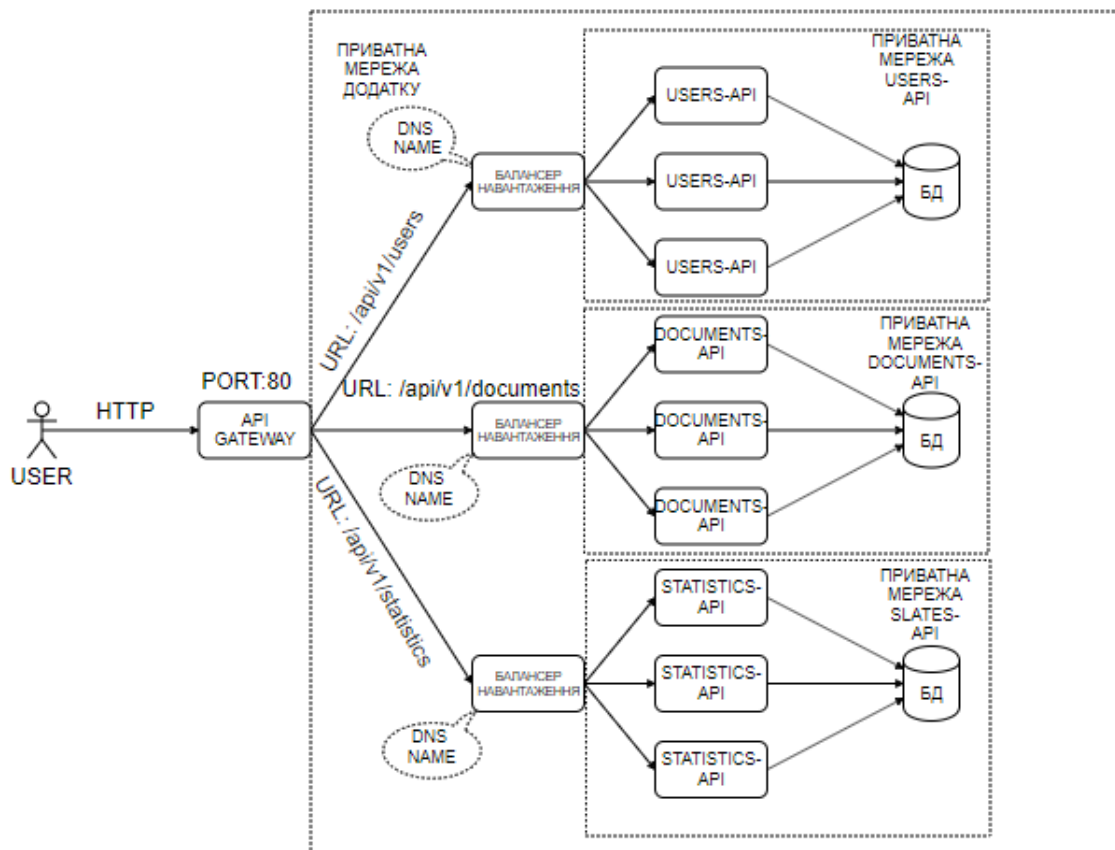 ПРИВАТНА
МЕРЕЖА
ДОДАТКУ
DNS
NAME
БАЛАНСЕР
НАВАНТАЖЕННЯ
USERS-API
USERS-API
USERS-API
ПРИВАТНА
МЕРЕЖА
USERS-
API
БД
URL: /api/v1/users
USER
HTTP
PORT:80
API
GATEWAY
URL: /api/v1/documents
БАЛАНСЕР
НАВАНТАЖЕННЯ
DNS
NAME
DOCUMENTS-
API
DOCUMENTS-
API
DOCUMENTS-
API
ПРИВАТНА
МЕРЕЖА
DOCUMENTS-
API
БД
URL: /api/v1/statistics
БАЛАНСЕР
НАВАНТАЖЕННЯ
DNS
NAME
STATISTICS-
API
STATISTICS-
API
STATISTICS-
API
ПРИВАТНА
МЕРЕЖА
SLATES-
API
БД